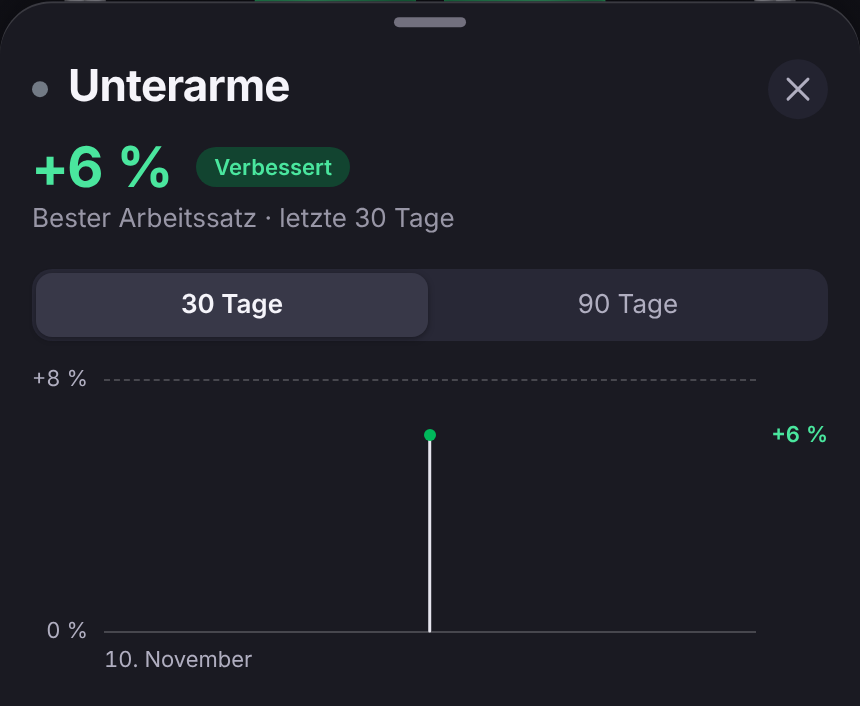 Unterarme
+6 % Verbessert
Bester Arbeitssatz · letzte 30 Tage
30 Tage 90 Tage
+8 %
+6 %
0 %
10. November